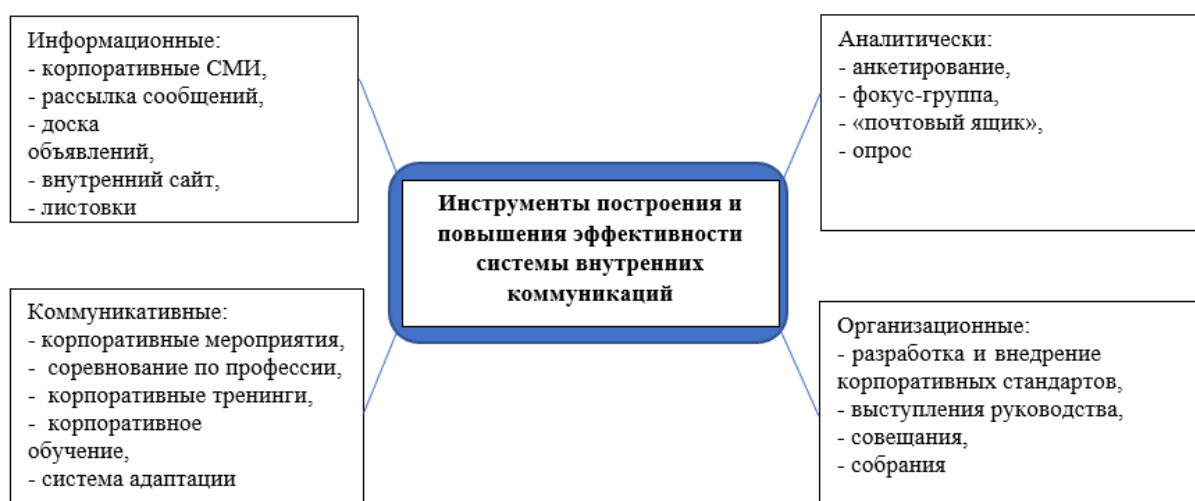 Информационные:
- корпоративные СМИ,
- рассылка сообщений,
- доска
объявлений,
- внутренний сайт,
- листовки
Аналитически:
- анкетирование,
- фокус-группа,
- «почтовый ящик»,
- опрос
Инструменты построения и
повышения эффективности
системы внутренних
коммуникаций
Коммуникативные:
- корпоративные мероприятия,
- соревнование по профессии,
- корпоративные тренинги,
- корпоративное
обучение,
- система адаптации
Организационные:
- разработка и внедрение
корпоративных стандартов,
- выступления руководства,
- совещания,
- собрания